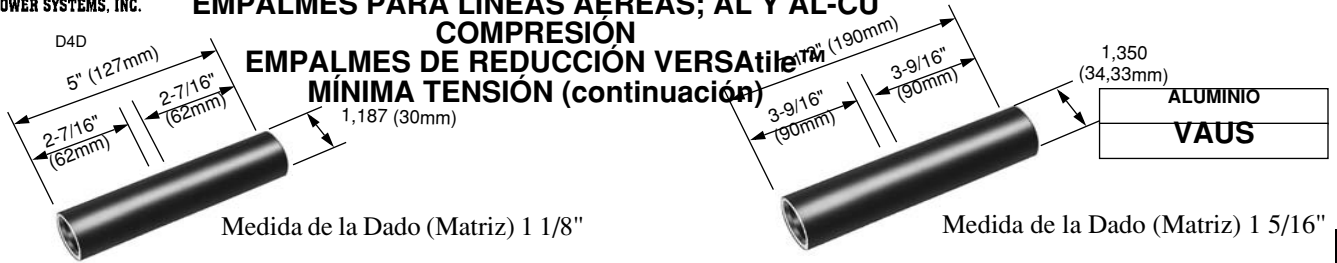 OWER SYSTEMS, INC.
EMPALMES PARA LÍNEAS AÉREAS; AL Y AL-CU
COMPRESIÓN
EMPALMES DE REDUCCIÓN VERSAtile™
MÍNIMA TENSIÓN (continuación)
D4D
5" (127mm)
2-7/16"
(62mm)
2-7/16"
(62mm)
1,187 (30mm)
Medida de la Dado (Matriz) 1 1/8"
(190mm)
3-9/16"
(90mm)
3-9/16"
(90mm)
1,350
(34,33mm)
ALUMINIO
VAUS
Medida de la Dado (Matriz) 1 5/16"